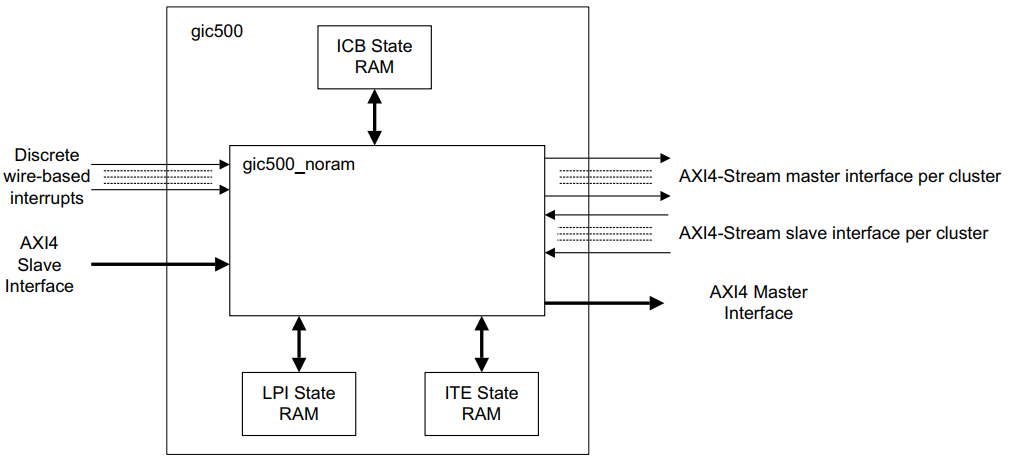 gic500
ICB State
RAM
gic500_noram
Discrete
wire-based
interrupts
AXI4
Slave
Interface
AXI4-Stream master interface per cluster
AXI4-Stream slave interface per cluster
AXI4 Master
Interface
LPI State
RAM
ITE State
RAM